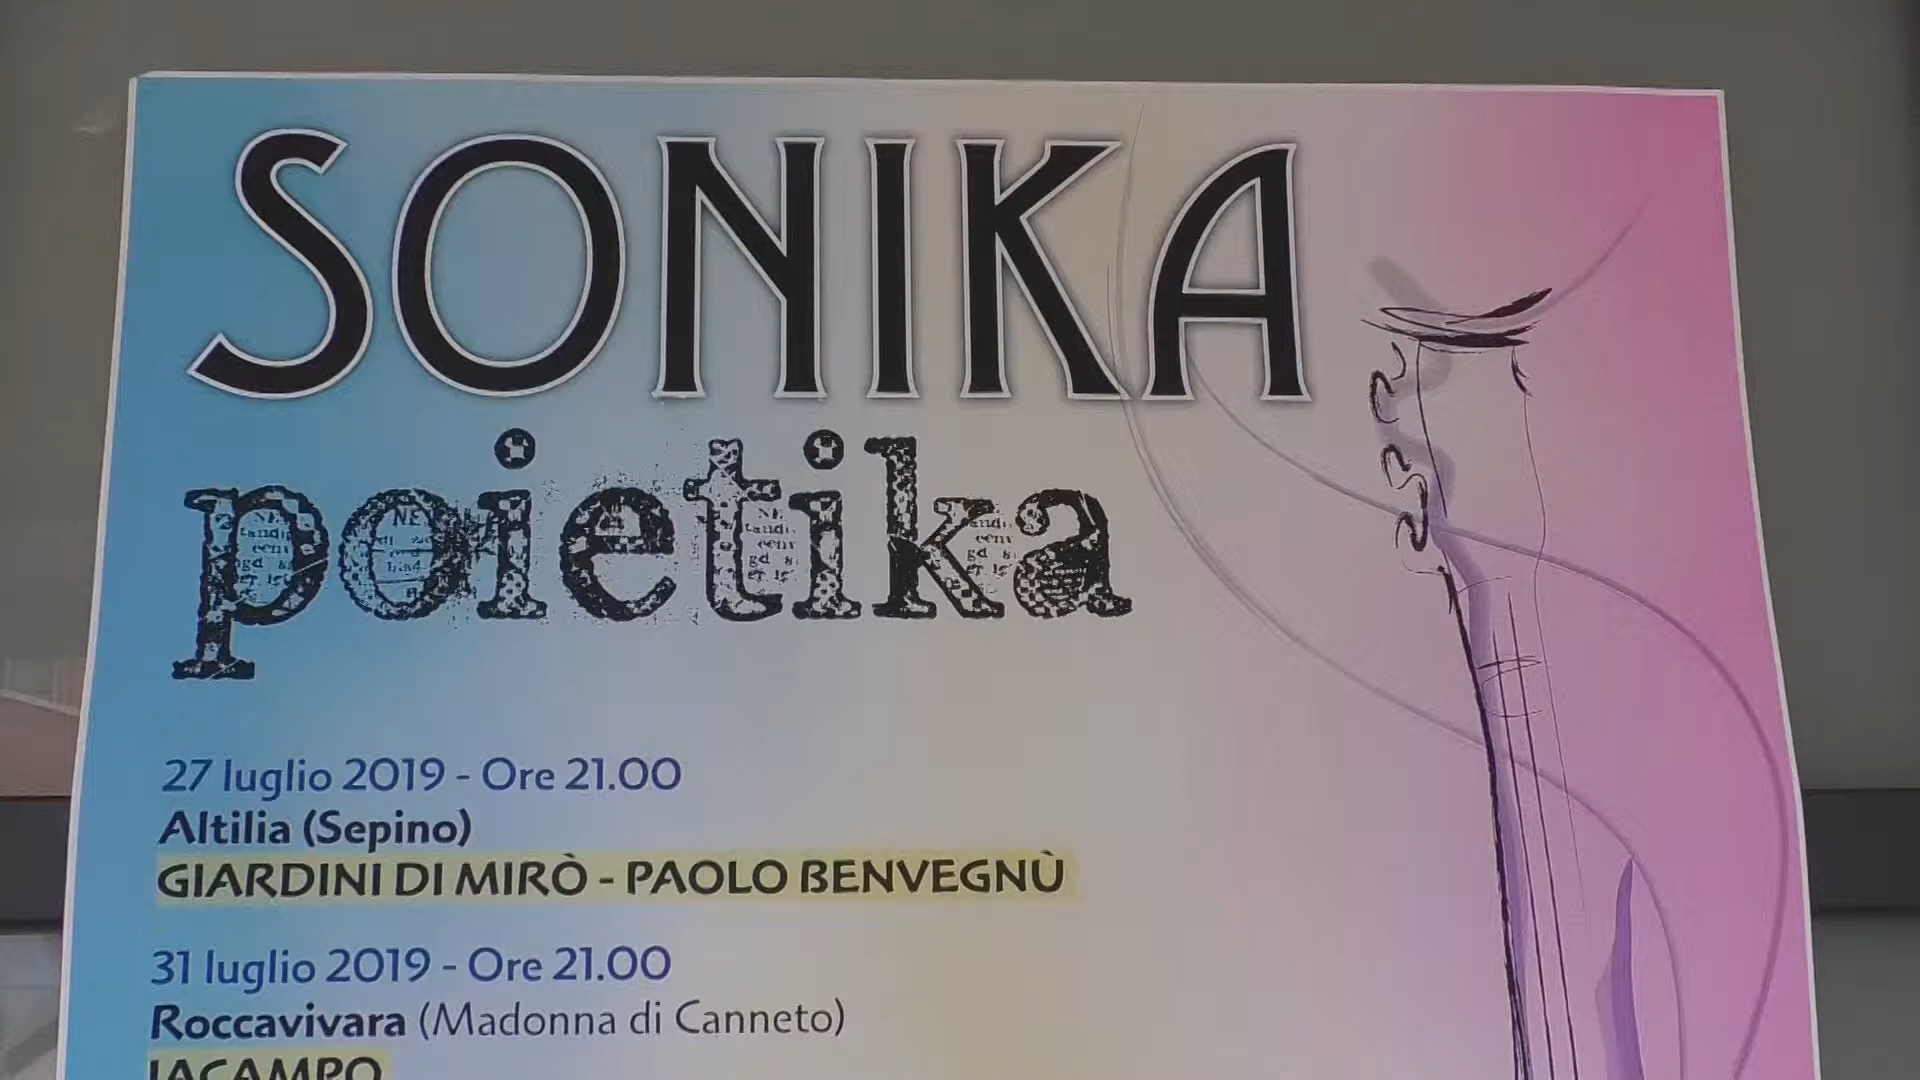 SONIKA
poietika
27 luglio 2019 - Ore 21.00
Altilia (Sepino)
GIARDINI DI MIRÒ - PAOLO BENVEGNÙ
31 luglio 2019 - Ore 21.00
Roccavivara (Madonna di Canneto)
IACAMPO